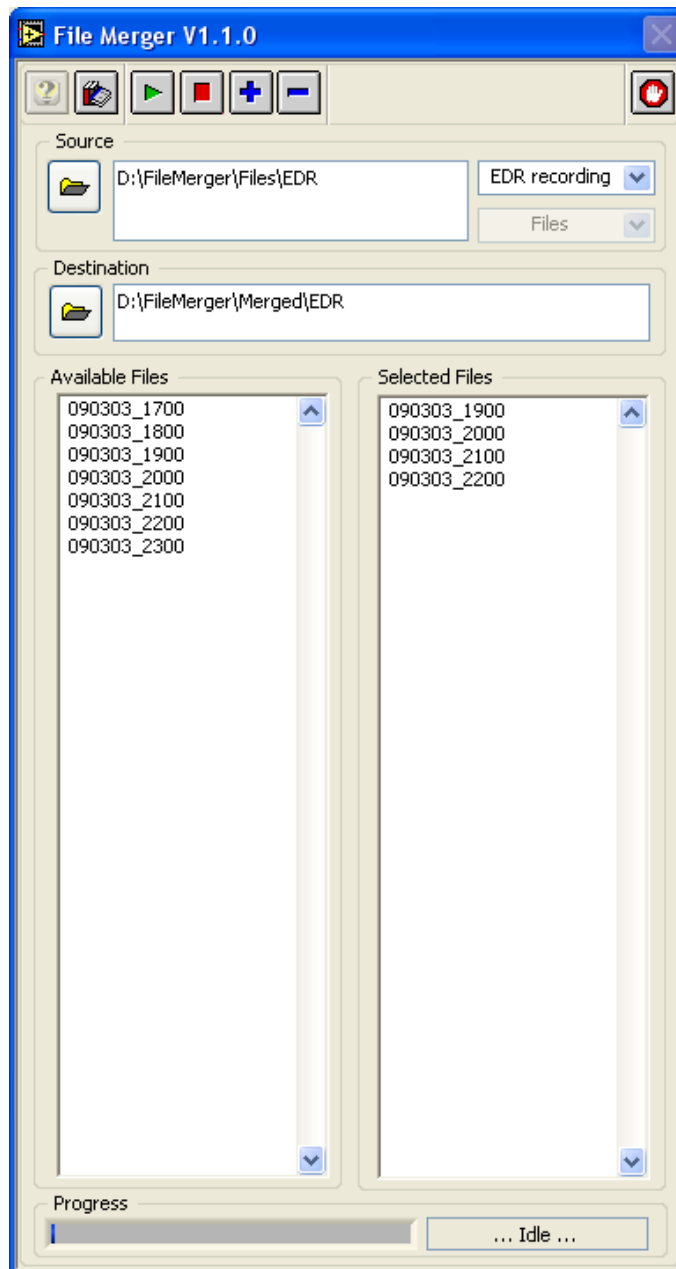 File Merger V1.1.0
Source
D:\FileMerger\Files\EDR
EDR recording
Files
Destination
D:\FileMerger\Merged\EDR
Available Files
090303_1700
090303_1800
090303_1900
090303_2000
090303_2100
090303_2200
090303_2300
Selected Files
090303_1900
090303_2000
090303_2100
090303_2200
Progress
... Idle ...